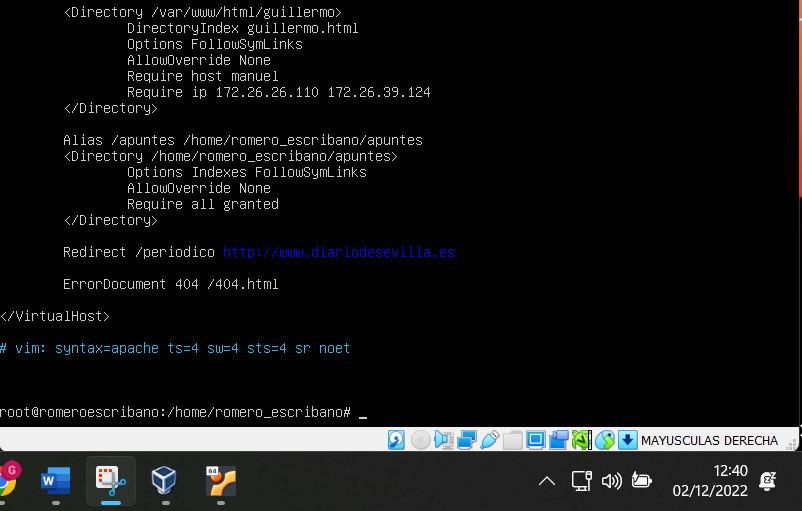 <Directory /var/www/html/guillermo>
DirectoryIndex guillermo.html
Options FollowSymLinks
AllowOverride None
Require host manuel
Require ip 172.26.26.110 172.26.39.124
</Directory>
Alias /apuntes /home/romero_escribano/apuntes
<Directory /home/romero_escribano/apuntes>
Options Indexes FollowSymLinks
AllowOverride None
Require all granted
</Directory>
Redirect /periodico http://www.diariodesevilla.es
ErrorDocument 404 /404.html
</VirtualHost>
# vim: syntax=apache ts=4 sw=4 sts=4 sr noet
root@romeroescribano:/home/romero_escribano# _
MAYUSCULAS DERECHA
G
W
64
12:40
02/12/2022